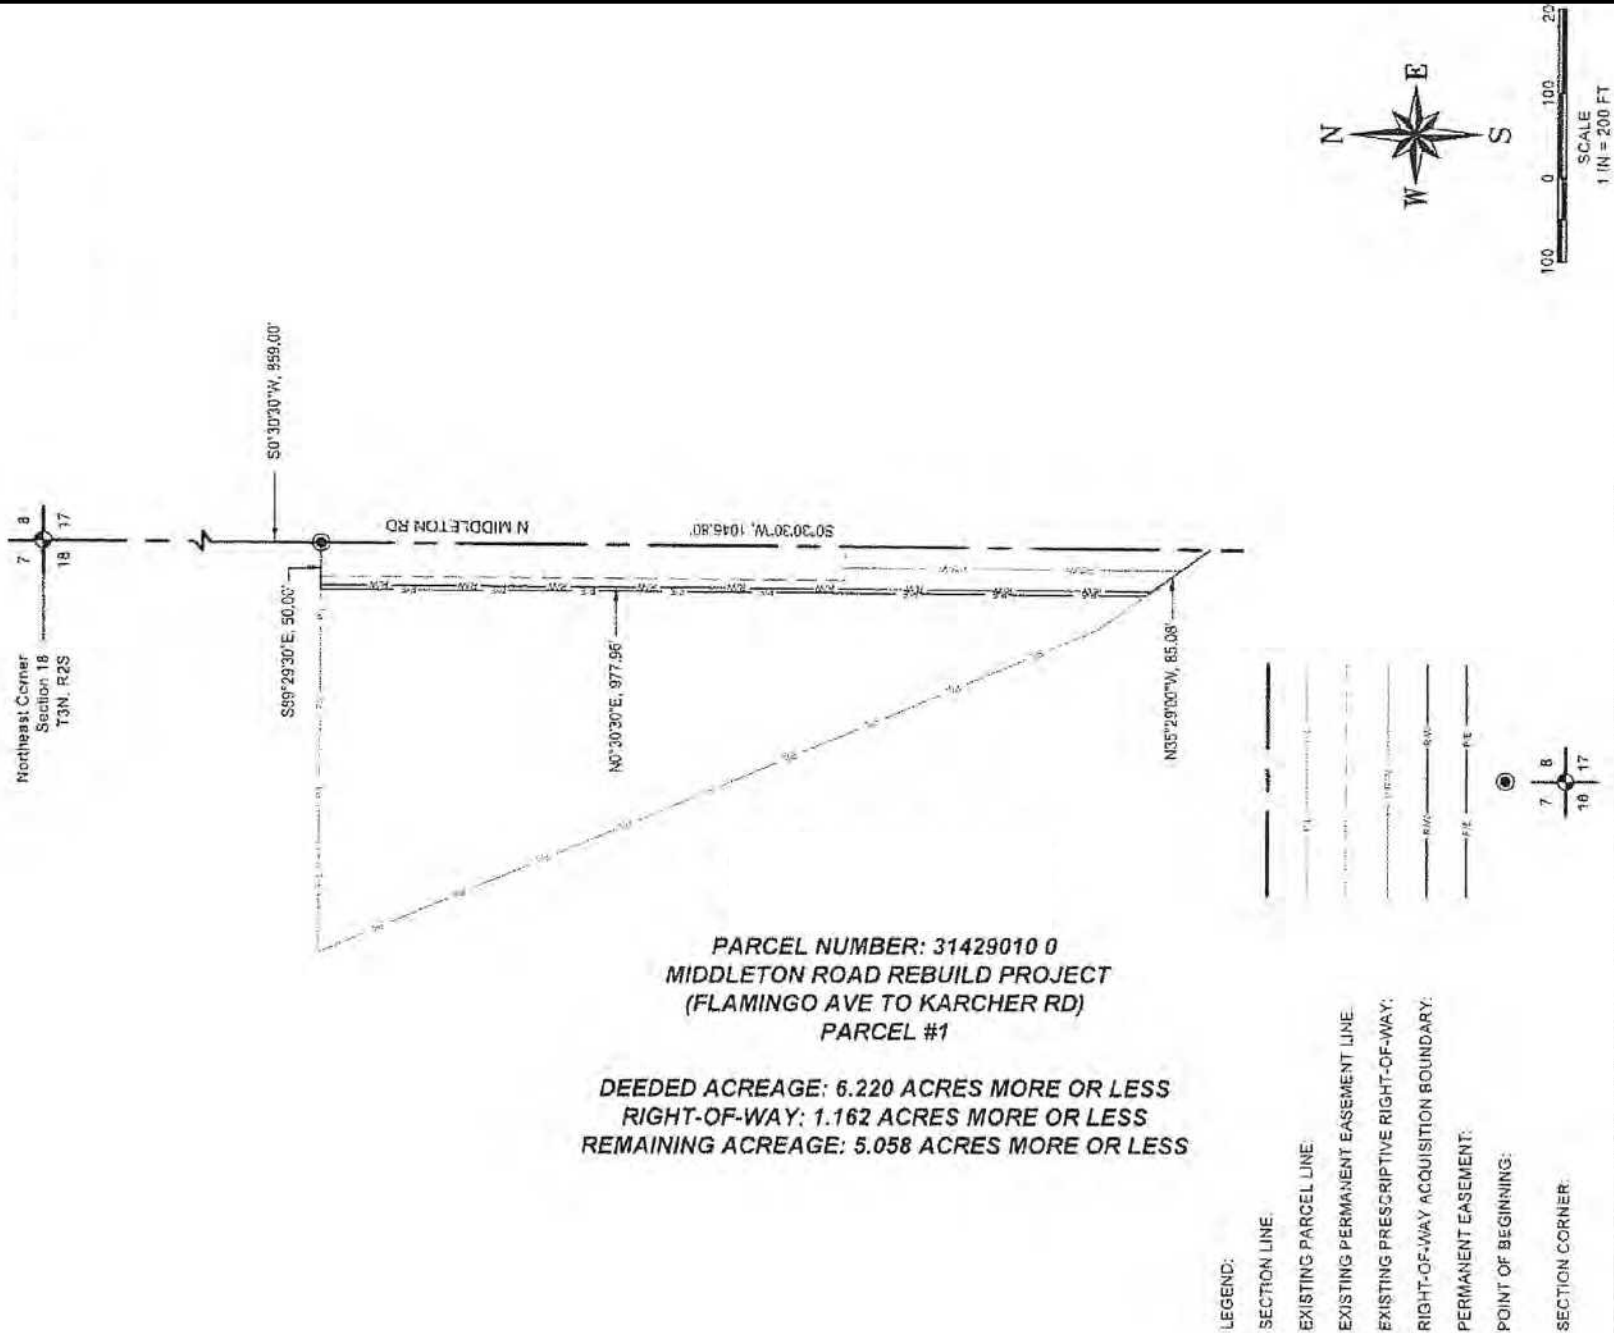 Northeast Corner
Section 18
T3N, R2S
7 8
18 17
S0°30'30"W, 859.00'
S89°29'30"E, 50.00'
N MIDDLETON RD
S0°30'30"W, 1046.80'
N0°30'30"E, 977.96'
N35°29'00"W, 85.08'
N
W E
S
100 0 100 20
SCALE
1 IN = 200 FT
PARCEL NUMBER: 31429010 0
MIDDLETON ROAD REBUILD PROJECT
(FLAMINGO AVE TO KARCHER RD)
PARCEL #1
DEEDED ACREAGE: 6.220 ACRES MORE OR LESS
RIGHT-OF-WAY: 1.162 ACRES MORE OR LESS
REMAINING ACREAGE: 5.058 ACRES MORE OR LESS
LEGEND:
SECTION LINE:
EXISTING PARCEL LINE:
EXISTING PERMANENT EASEMENT LINE:
EXISTING PRESCRIPTIVE RIGHT-OF-WAY:
RIGHT-OF-WAY ACQUISITION BOUNDARY:
R/W R/W
PERMANENT EASEMENT:
P/E P/E
POINT OF BEGINNING:
SECTION CORNER:
7 8
18 17